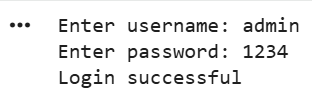 Enter username: admin
Enter password: 1234
Login successful